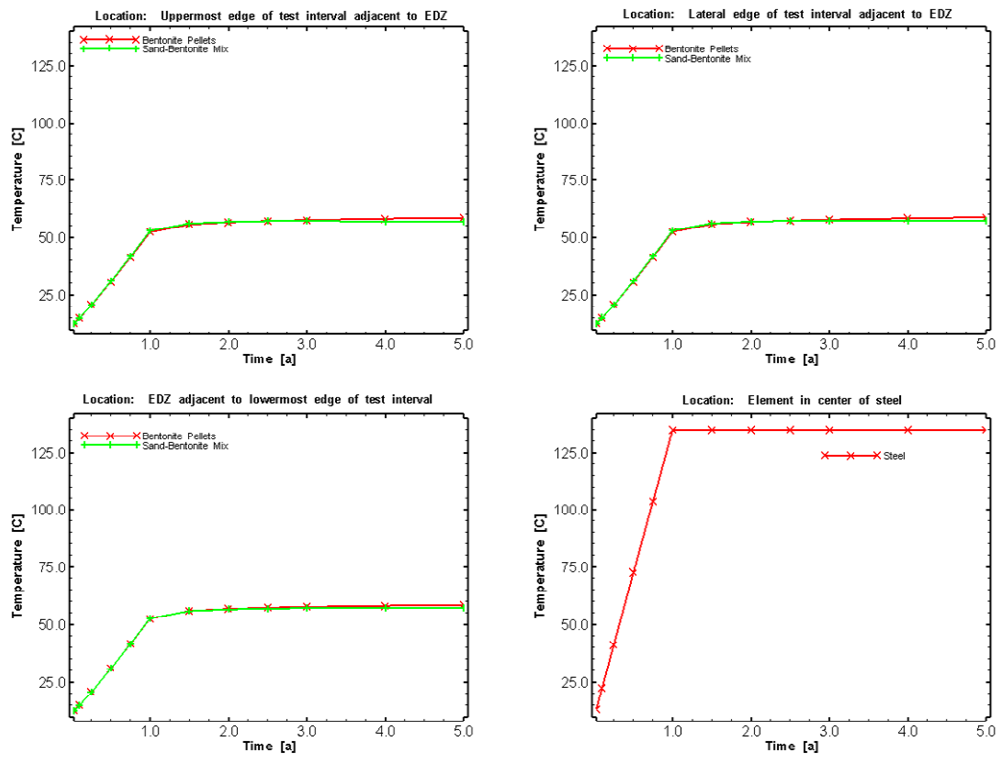 Location: Uppermost edge of test interval adjacent to EDZ
Bentonite Pellets
Sand-Bentonite Mix
125.0
100.0
75.0
50.0
25.0
Temperature [C]
1.0 2.0 3.0 4.0 5.0
Time [a]
Location: Lateral edge of test interval adjacent to EDZ
Bentonite Pellets
Sand-Bentonite Mix
125.0
100.0
75.0
50.0
25.0
Temperature [C]
1.0 2.0 3.0 4.0 5.0
Time [a]
Location: EDZ adjacent to lowermost edge of test interval
Bentonite Pellets
Sand-Bentonite Mix
125.0
100.0
75.0
50.0
25.0
Temperature [C]
1.0 2.0 3.0 4.0 5.0
Time [a]
Location: Element in center of steel
Steel
125.0
100.0
75.0
50.0
25.0
Temperature [C]
1.0 2.0 3.0 4.0 5.0
Time [a]